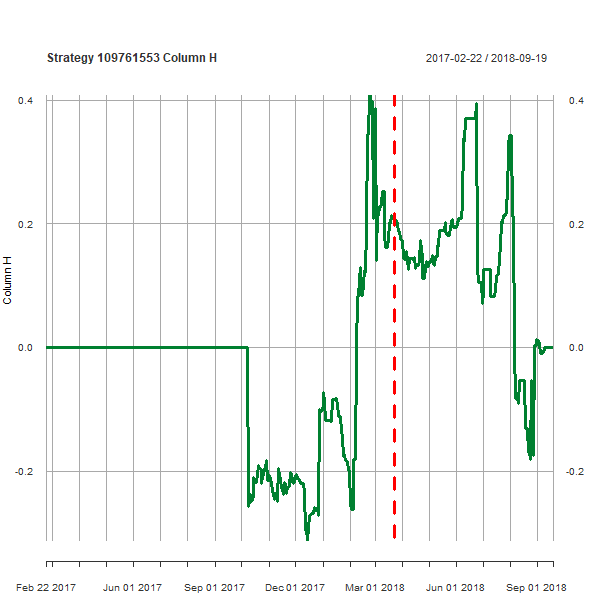 Strategy 109761553 Column H
2017-02-22 / 2018-09-19
0.4
0.4
0.2
0.2
Column H
0.0
0.0
-0.2
-0.2
Feb 22 2017
Jun 01 2017
Sep 01 2017
Dec 01 2017
Mar 01 2018
Jun 01 2018
Sep 01 2018